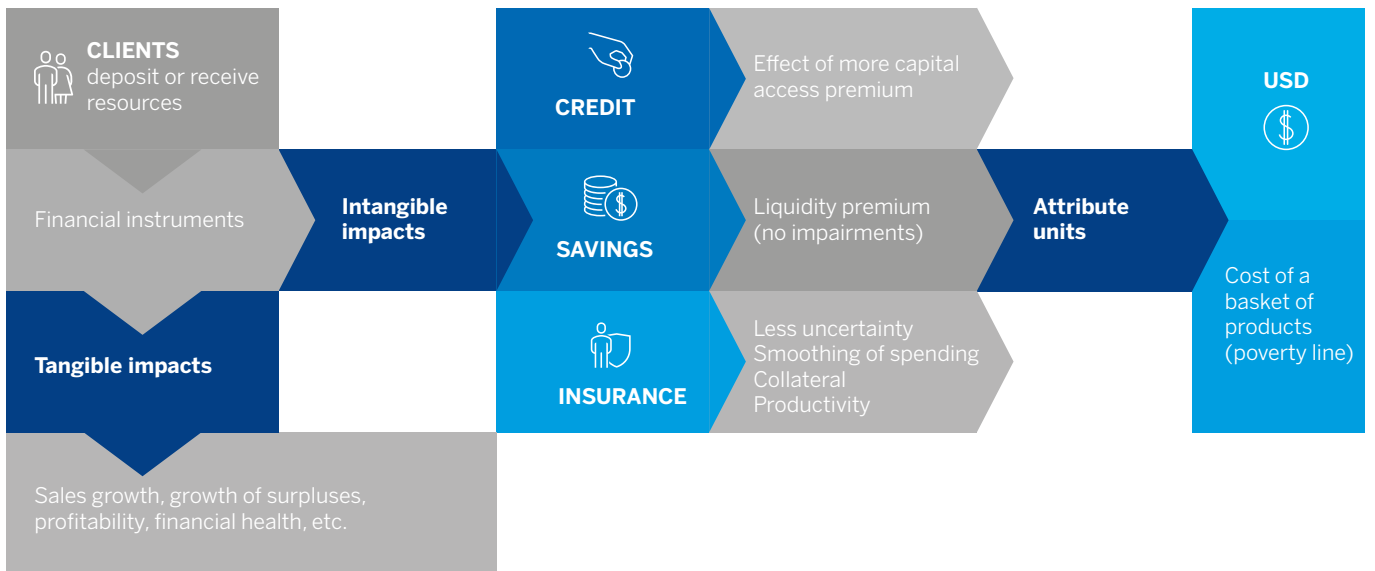 CLIENTS
deposit or receive
resources
Financial instruments
Tangible impacts
Sales growth, growth of surpluses,
profitability, financial health, etc.
Intangible
impacts
CREDIT
Effect of more capital
access premium
SAVINGS
Liquidity premium
(no impairments)
INSURANCE
Less uncertainty
Smoothing of spending
Collateral
Productivity
Attribute
units
USD
Cost of a
basket of
products
(poverty line)